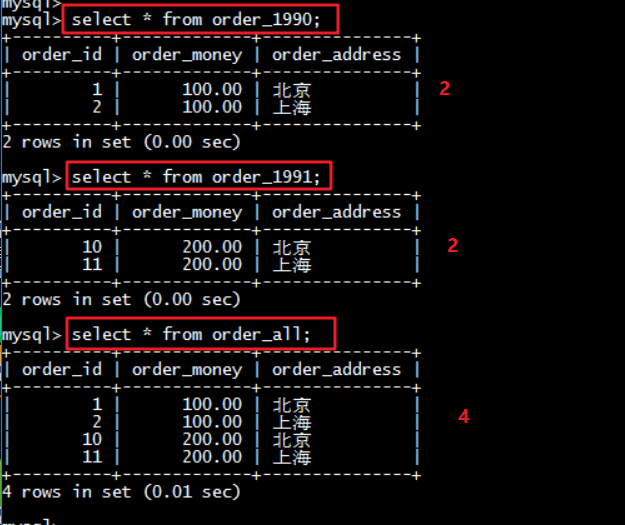 mysql>
mysql> select * from order_1990;
+----------+-------------+---------------+
| order_id | order_money | order_address |
+----------+-------------+---------------+
|        1 |      100.00 | 北京          |
|        2 |      100.00 | 上海          |
2
+----------+-------------+---------------+
2 rows in set (0.00 sec)
mysql> select * from order_1991;
+----------+-------------+---------------+
| order_id | order_money | order_address |
+----------+-------------+---------------+
|       10 |      200.00 | 北京          |
|       11 |      200.00 | 上海          |
2
+----------+-------------+---------------+
2 rows in set (0.00 sec)
mysql> select * from order_all;
+----------+-------------+---------------+
| order_id | order_money | order_address |
+----------+-------------+---------------+
|        1 |      100.00 | 北京          |
|        2 |      100.00 | 上海          |
|       10 |      200.00 | 北京          |
|       11 |      200.00 | 上海          |
4
+----------+-------------+---------------+
4 rows in set (0.01 sec)
mysql>